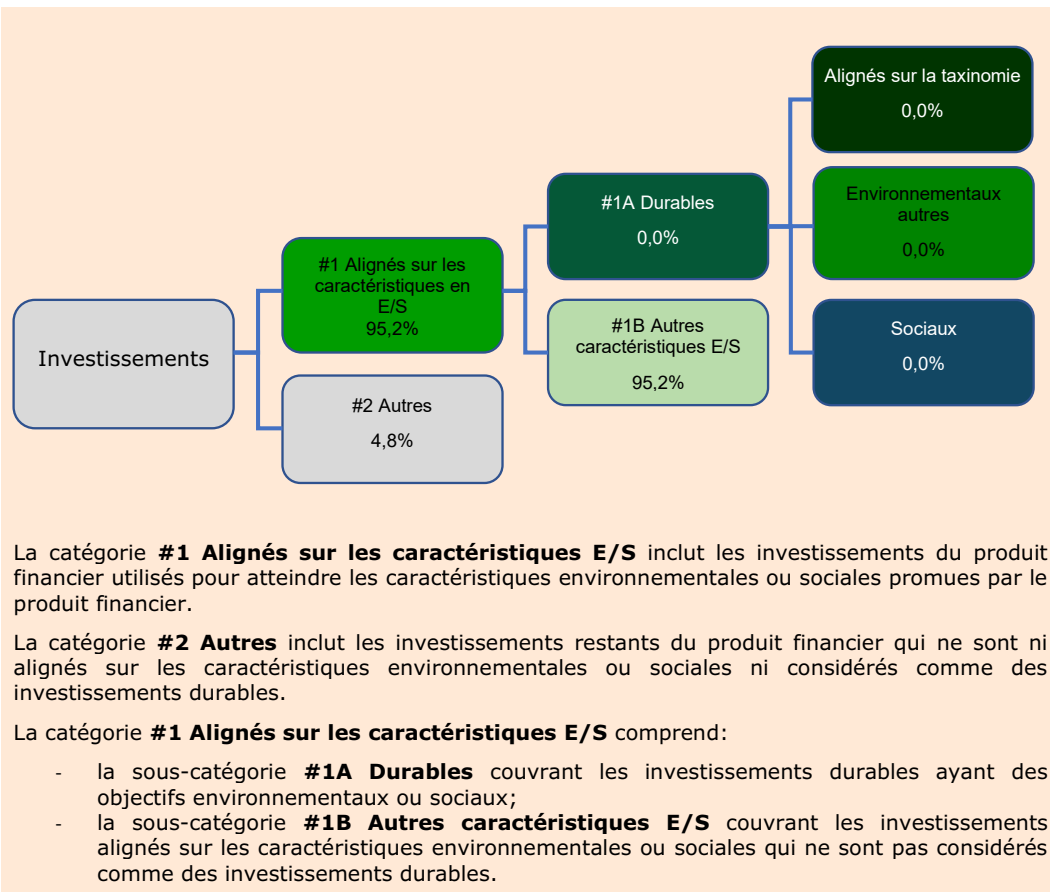 Alignés sur la taxinomie
0,0%
#1A Durables
0,0%
Environnementaux
autres
0,0%
#1 Alignés sur les
caractéristiques en
E/S
95,2%
Investissements
#1B Autres
caractéristiques E/S
95,2%
Sociaux
0,0%
#2 Autres
4,8%
La catégorie #1 Alignés sur les caractéristiques E/S inclut les investissements du produit
financier utilisés pour atteindre les caractéristiques environnementales ou sociales promues par le
produit financier.
La catégorie #2 Autres inclut les investissements restants du produit financier qui ne sont ni
alignés sur les caractéristiques environnementales ou sociales ni considérés comme des
investissements durables.
La catégorie #1 Alignés sur les caractéristiques E/S comprend:
- la sous-catégorie #1A Durables couvrant les investissements durables ayant des
objectifs environnementaux ou sociaux;
- la sous-catégorie #1B Autres caractéristiques E/S couvrant les investissements
alignés sur les caractéristiques environnementales ou sociales qui ne sont pas considérés
comme des investissements durables.